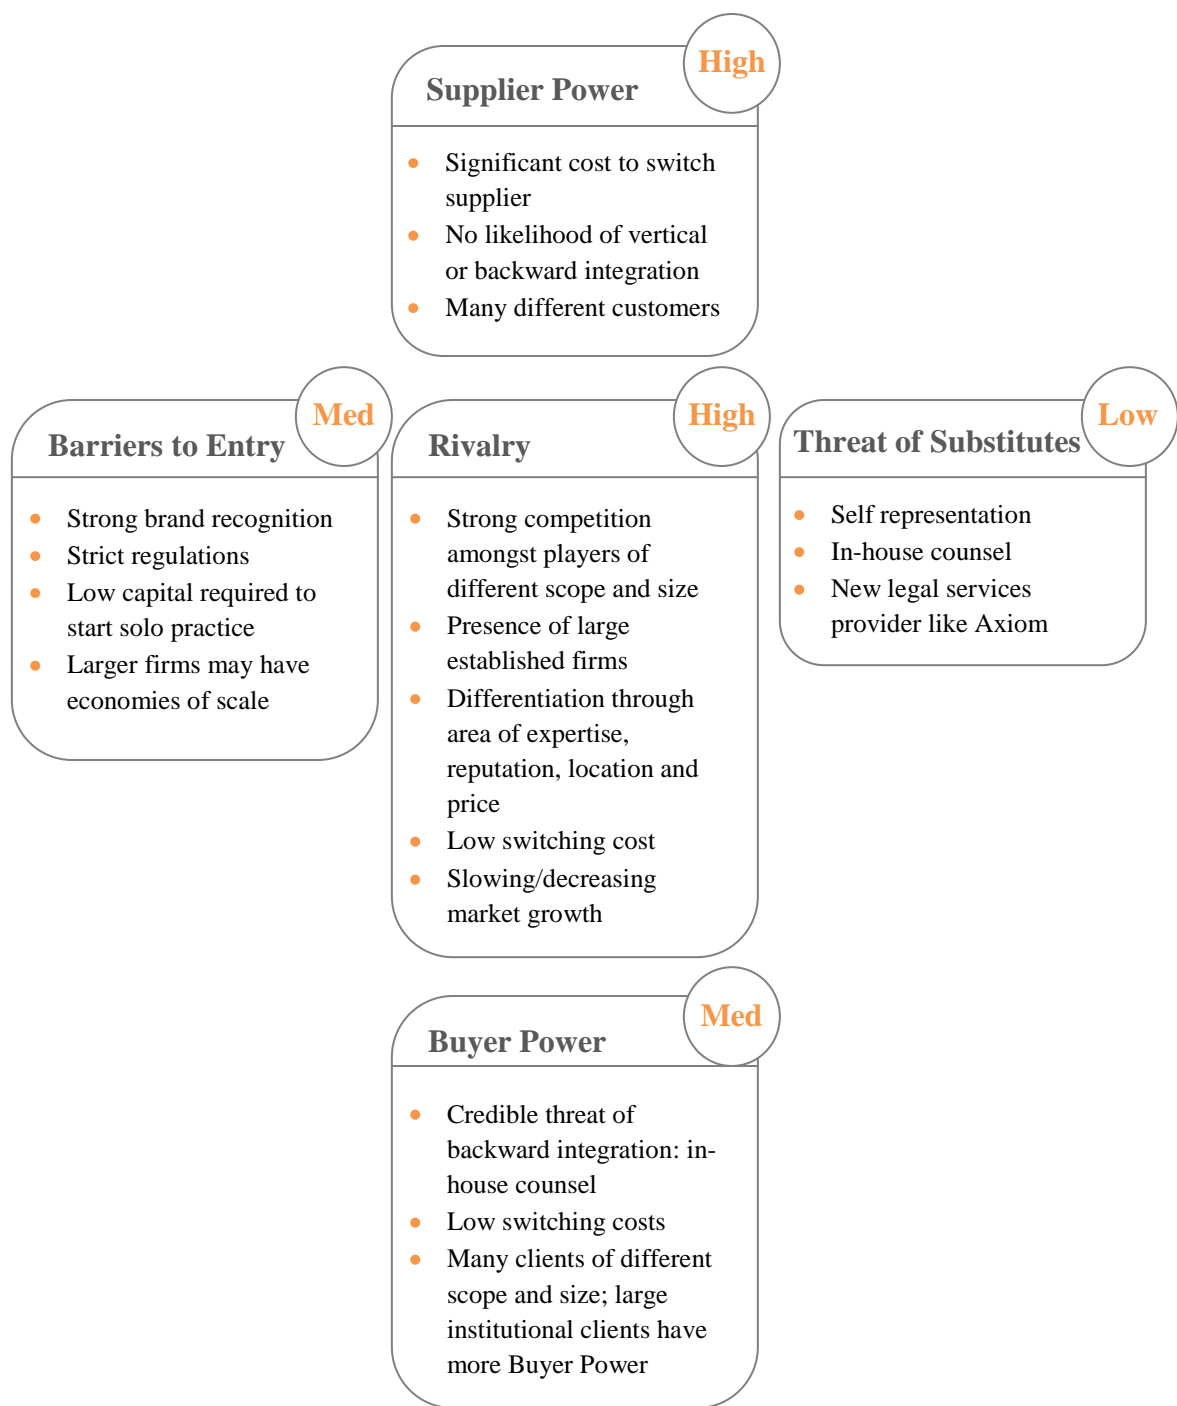 High
Supplier Power
• Significant cost to switch
supplier
• No likelihood of vertical
or backward integration
• Many different customers
Med
Barriers to Entry
• Strong brand recognition
• Strict regulations
• Low capital required to
start solo practice
• Larger firms may have
economies of scale
High
Rivalry
• Strong competition
amongst players of
different scope and size
• Presence of large
established firms
• Differentiation through
area of expertise,
reputation, location and
price
• Low switching cost
• Slowing/decreasing
market growth
Low
Threat of Substitutes
• Self representation
• In-house counsel
• New legal services
provider like Axiom
Med
Buyer Power
• Credible threat of
backward integration: in-
house counsel
• Low switching costs
• Many clients of different
scope and size; large
institutional clients have
more Buyer Power